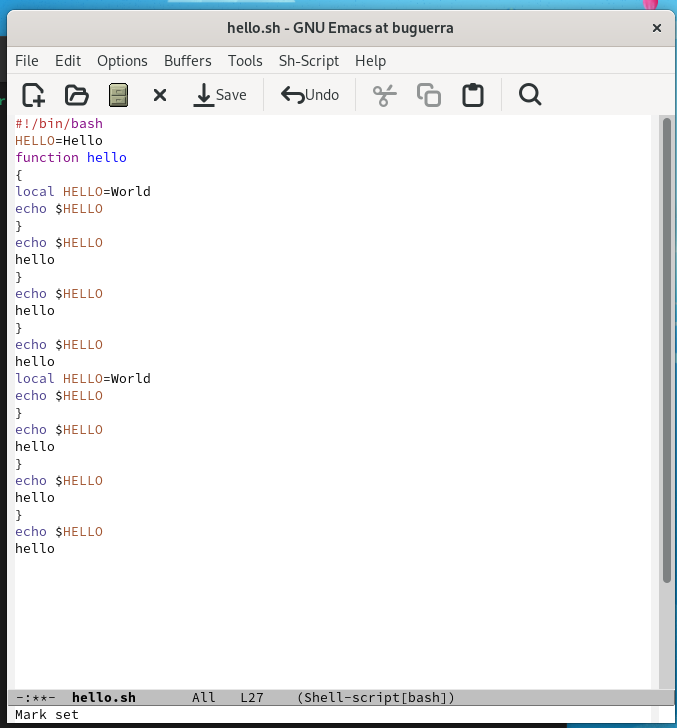 hello.sh - GNU Emacs at buguerra
File Edit Options Buffers Tools Sh-Script Help
Save Undo
#!/bin/bash
HELLO=Hello
function hello
{
local HELLO=World
echo $HELLO
}
echo $HELLO
hello
}
echo $HELLO
hello
}
echo $HELLO
hello
local HELLO=World
echo $HELLO
}
echo $HELLO
hello
}
echo $HELLO
hello
}
echo $HELLO
hello
-:**- hello.sh All L27 (Shell-script[bash])
Mark set